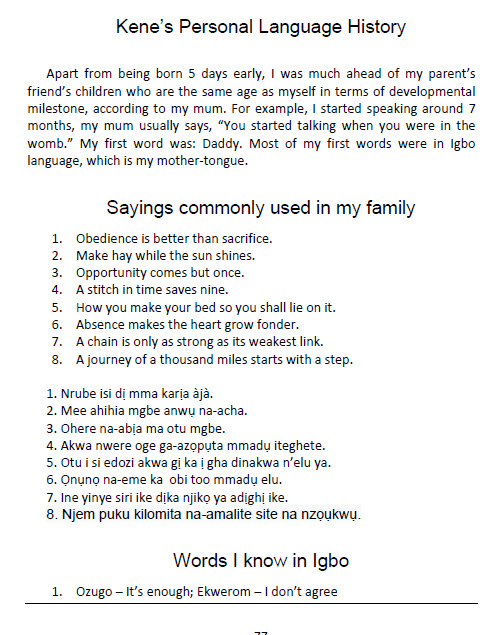 Kene’s Personal Language History
Apart from being born 5 days early, I was much ahead of my parent’s
friend’s children who are the same age as myself in terms of developmental
milestone, according to my mum. For example, I started speaking around 7
months, my mum usually says, “You started talking when you were in the
womb.” My first word was: Daddy. Most of my first words were in Igbo
language, which is my mother-tongue.
Sayings commonly used in my family
1. Obedience is better than sacrifice.
2. Make hay while the sun shines.
3. Opportunity comes but once.
4. A stitch in time saves nine.
5. How you make your bed so you shall lie on it.
6. Absence makes the heart grow fonder.
7. A chain is only as strong as its weakest link.
8. A journey of a thousand miles starts with a step.
1. Nrube isi dị mma karịa àjà.
2. Mee ahihia mgbe anwụ na-acha.
3. Ohere na-abịa ma otu mgbe.
4. Akwa nwere oge ga-azopụta mmadụ iteghete.
5. Otu i si edozi akwa gị ka ị gha dinakwa n’elu ya.
6. Ọnụnọ na-eme ka obi too mmadụ elu.
7. Ine yinye siri ike dịka njikọ ya adịghị ike.
8. Njem puku kilomita na-amalite site na nzọụkwụ.
Words I know in Igbo
1. Ozugo – It’s enough; Ekwerom – I don’t agree